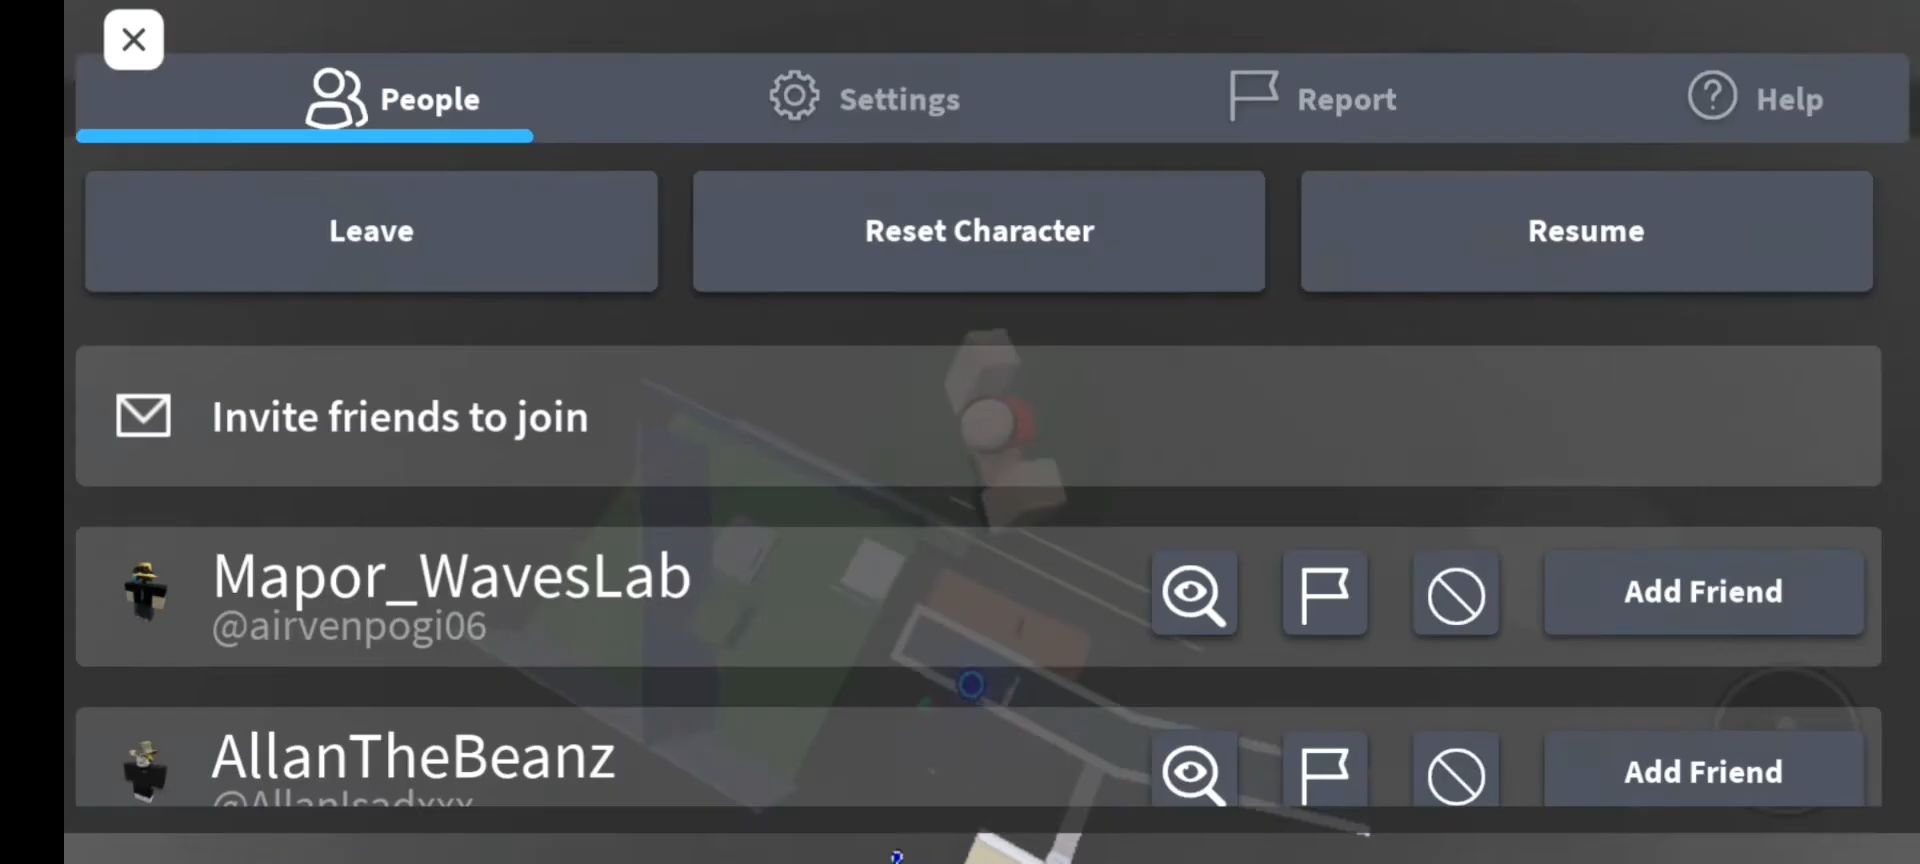 People
Settings
Report
Help
Leave
Reset Character
Resume
Invite friends to join
Mapor_WavesLab
@airvenpogi06
Add Friend
AllanTheBeanz
Add Friend